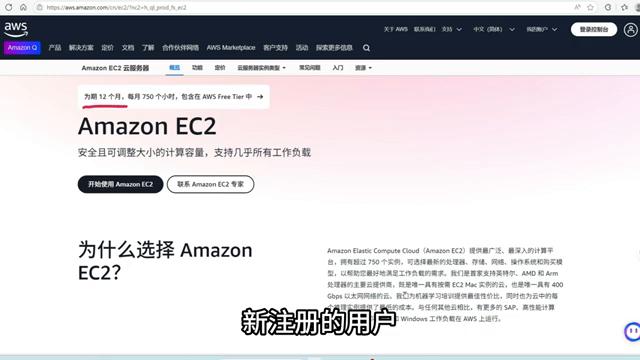 https://aws.amazon.com/cn/ec2/?nc2=h_ql_prod_fs_ec2
aws
关于 AWS 联系我们 支持 中文 (简体) 我的账户 登录控制台
Amazon Q 产品 解决方案 定价 文档 了解 合作伙伴网络 AWS Marketplace 客户支持 活动 探索更多信息
Amazon EC2 云服务器 概览 功能 定价 云服务器实例类型 常见问题 入门 资源
为期 12 个月，每月 750 个小时，包含在 AWS Free Tier 中 →
Amazon EC2
安全且可调整大小的计算容量，支持几乎所有工作负载
开始使用 Amazon EC2 联系 Amazon EC2 专家
为什么选择 Amazon
EC2?
Amazon Elastic Compute Cloud（Amazon EC2）提供最广泛、最深入的计算平
台，拥有超过 750 个实例，可选择最新的处理器、存储、网络、操作系统和购买模
型，以帮助您最好地满足工作负载的需求。我们是首家支持英特尔、AMD 和 Arm
处理器的主要云提供商，既是唯一具有按需 EC2 Mac 实例的云，也是唯一具有 400
Gbps 以太网网络的云。我们为机器学习培训提供最佳性价比，同时也为云中的每
个推理实例提供了最低的成本。与任何其他云相比，有更多的 SAP、高性能计算
Windows 工作负载在 AWS 上运行。
新注册的用户